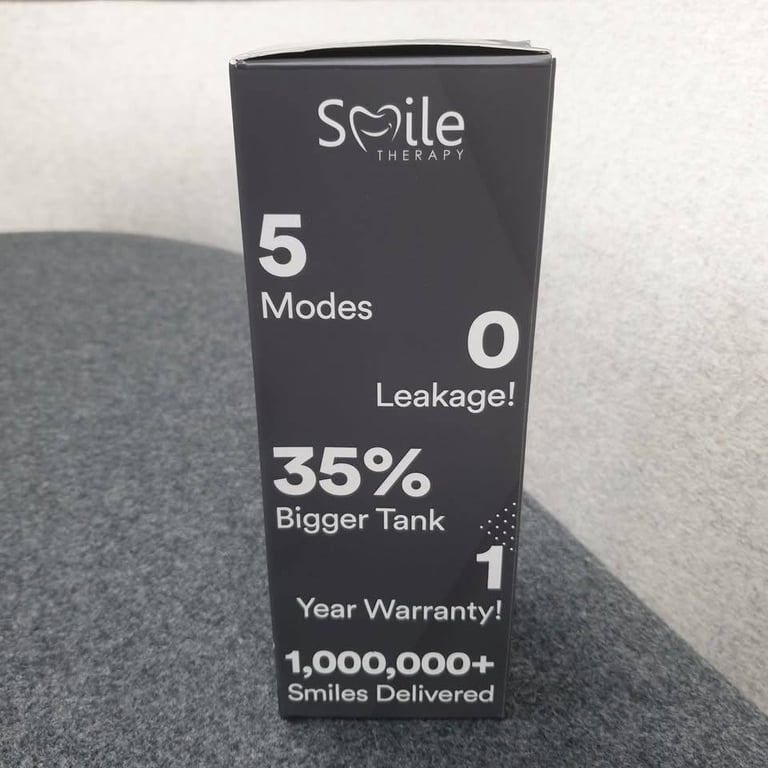 Smile
THERAPY
5
Modes
0
Leakage!
35%
Bigger Tank
1
Year Warranty!
1,000,000+
Smiles Delivered